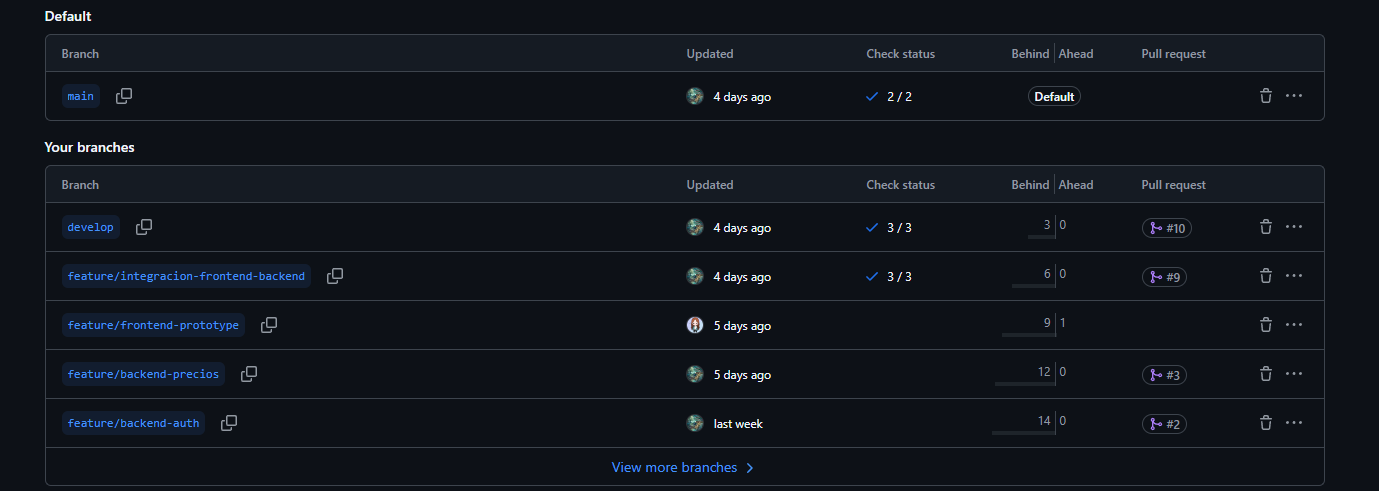 Default
Branch Updated Check status Behind Ahead Pull request
main 4 days ago 2 / 2 Default
Your branches
Branch Updated Check status Behind Ahead Pull request
develop 4 days ago 3 / 3 3 0 #10
feature/integracion-frontend-backend 4 days ago 3 / 3 6 0 #9
feature/frontend-prototype 5 days ago 9 1
feature/backend-precios 5 days ago 12 0 #3
feature/backend-auth last week 14 0 #2
View more branches